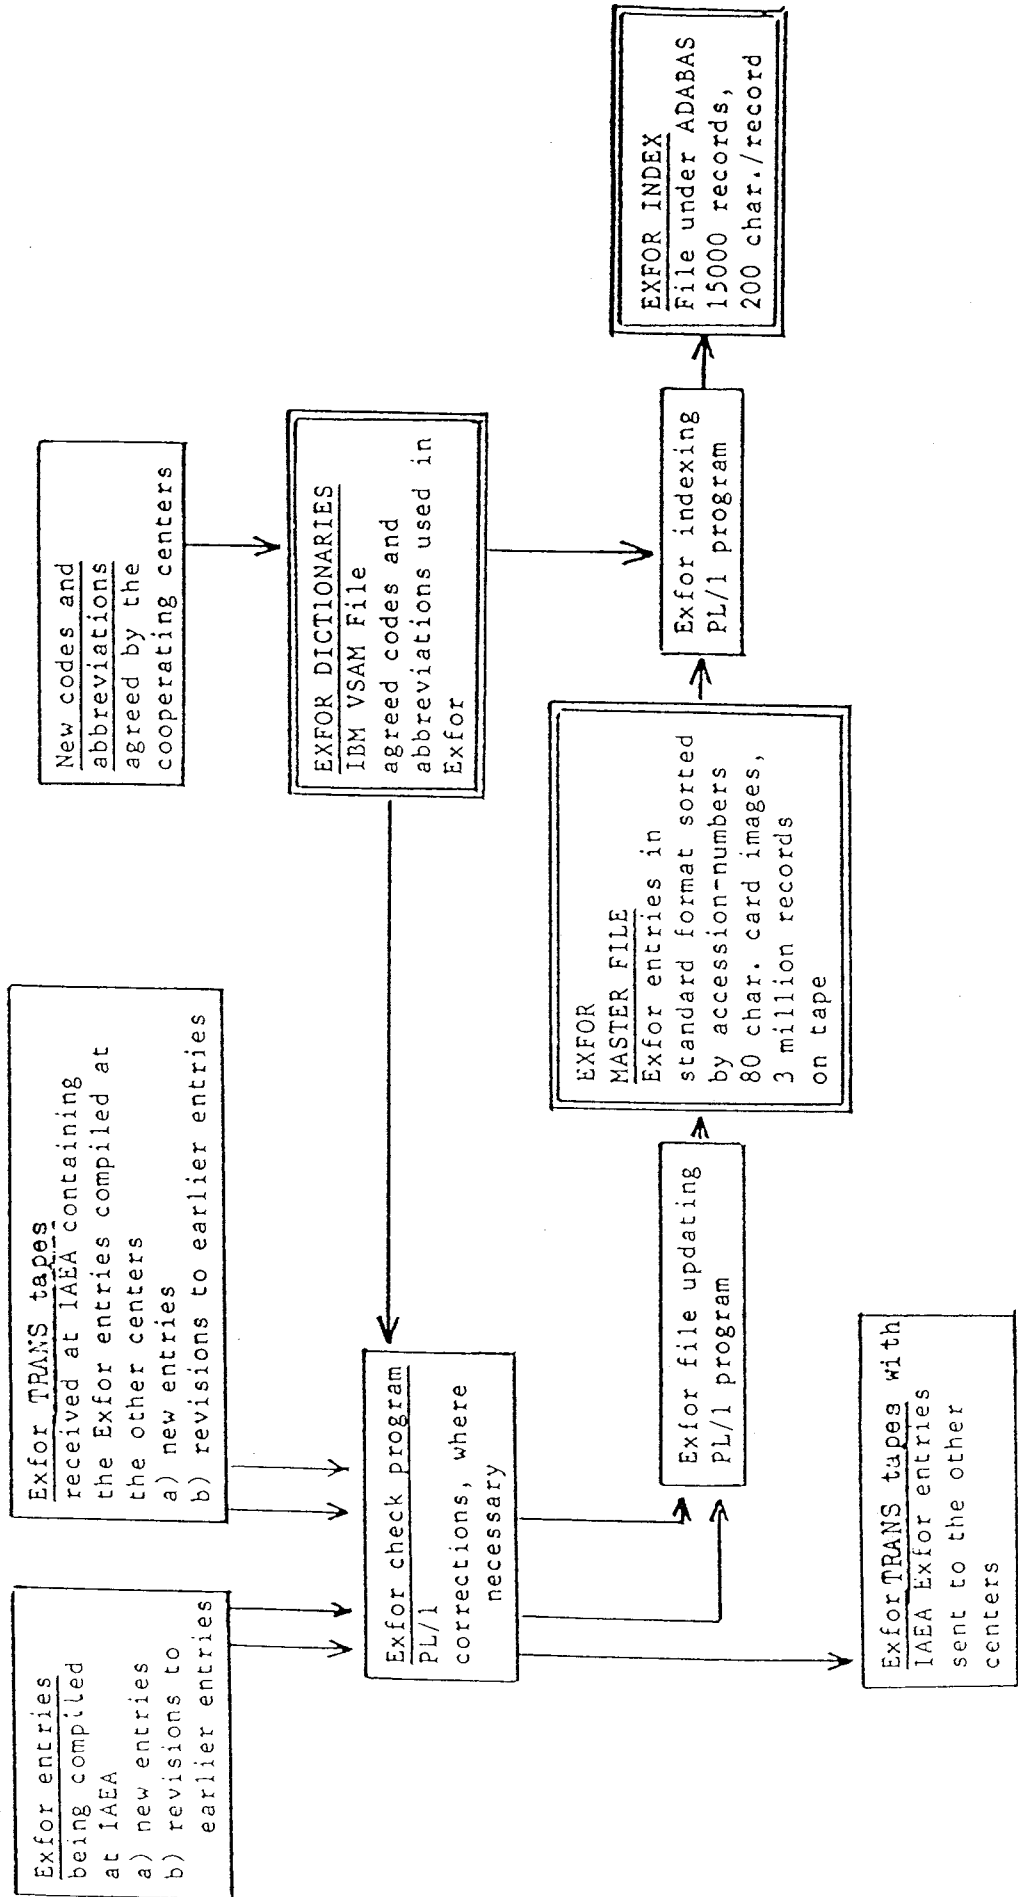 Exfor entries
being compiled
at IAEA
a) new entries
b) revisions to
earlier entries
Exfor TRANS tapes
received at IAEA containing
the Exfor entries compiled at
the other centers
a) new entries
b) revisions to earlier entries
New codes and
abbreviations
agreed by the
cooperating centers
EXFOR DICTIONARIES
IBM VSAM File
agreed codes and
abbreviations used in
Exfor
Exfor check program
PL/1
corrections, where
necessary
Exfor file updating
PL/1 program
EXFOR
MASTER FILE
Exfor entries in
standard format sorted
by accession-numbers
80 char. card images,
3 million records
on tape
Exfor indexing
PL/1 program
EXFOR INDEX
File under ADABAS
15000 records,
200 char./record
Exfor TRANS tapes with
IAEA Exfor entries
sent to the other
centers